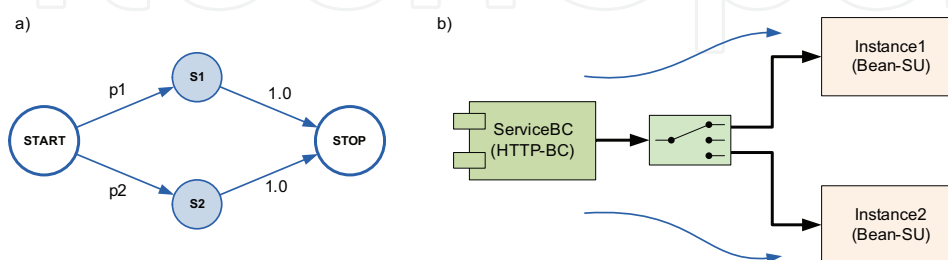 a)
START
p1
p2
S1
S2
1.0
1.0
STOP
b)
ServiceBC
(HTTP-BC)
Instance1
(Bean-SU)
Instance2
(Bean-SU)